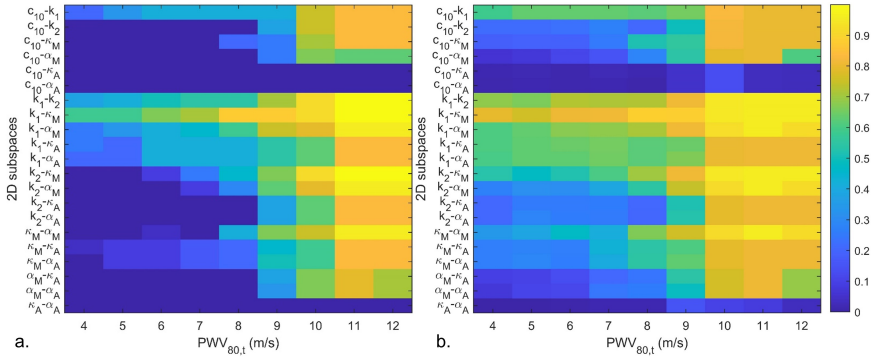 2D subspaces
c10-k1
c10-k2
c10-κM
c10-αM
c10-κA
c10-αA
k1-k2
k1-κM
k1-αM
k1-κA
k1-αA
k2-κM
k2-αM
k2-κA
k2-αA
κM-αM
κM-κA
κM-αA
αM-κA
αM-αA
κA-αA
4 5 6 7 8 9 10 11 12
PWV80,t (m/s)
a.
2D subspaces
c10-k1
c10-k2
c10-κM
c10-αM
c10-κA
c10-αA
k1-k2
k1-κM
k1-αM
k1-κA
k1-αA
k2-κM
k2-αM
k2-κA
k2-αA
κM-αM
κM-κA
κM-αA
αM-κA
αM-αA
κA-αA
4 5 6 7 8 9 10 11 12
PWV80,t (m/s)
b.
0.9
0.8
0.7
0.6
0.5
0.4
0.3
0.2
0.1
0